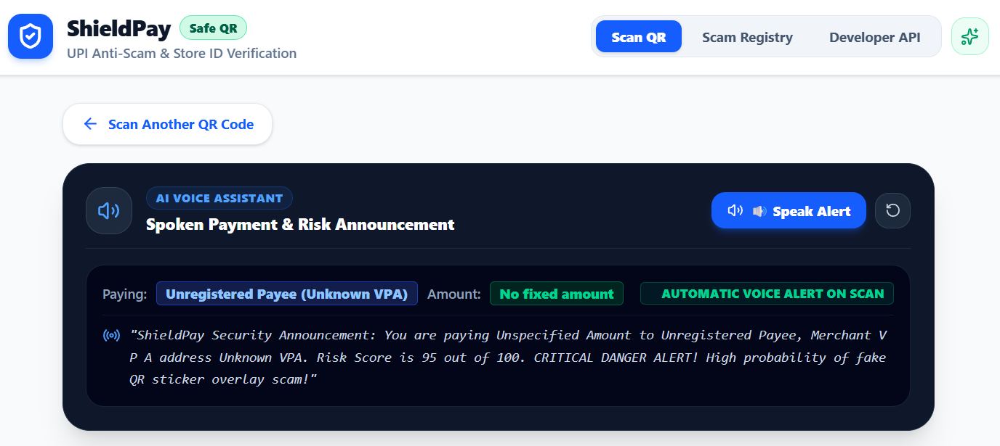 ShieldPay Safe QR
UPI Anti-Scam & Store ID Verification
Scan QR Scam Registry Developer API
Scan Another QR Code
AI VOICE ASSISTANT
Spoken Payment & Risk Announcement
Speak Alert
Paying: Unregistered Payee (Unknown VPA) Amount: No fixed amount AUTOMATIC VOICE ALERT ON SCAN
"ShieldPay Security Announcement: You are paying Unspecified Amount to Unregistered Payee, Merchant V
P A address Unknown VPA. Risk Score is 95 out of 100. CRITICAL DANGER ALERT! High probability of fake
QR sticker overlay scam!"